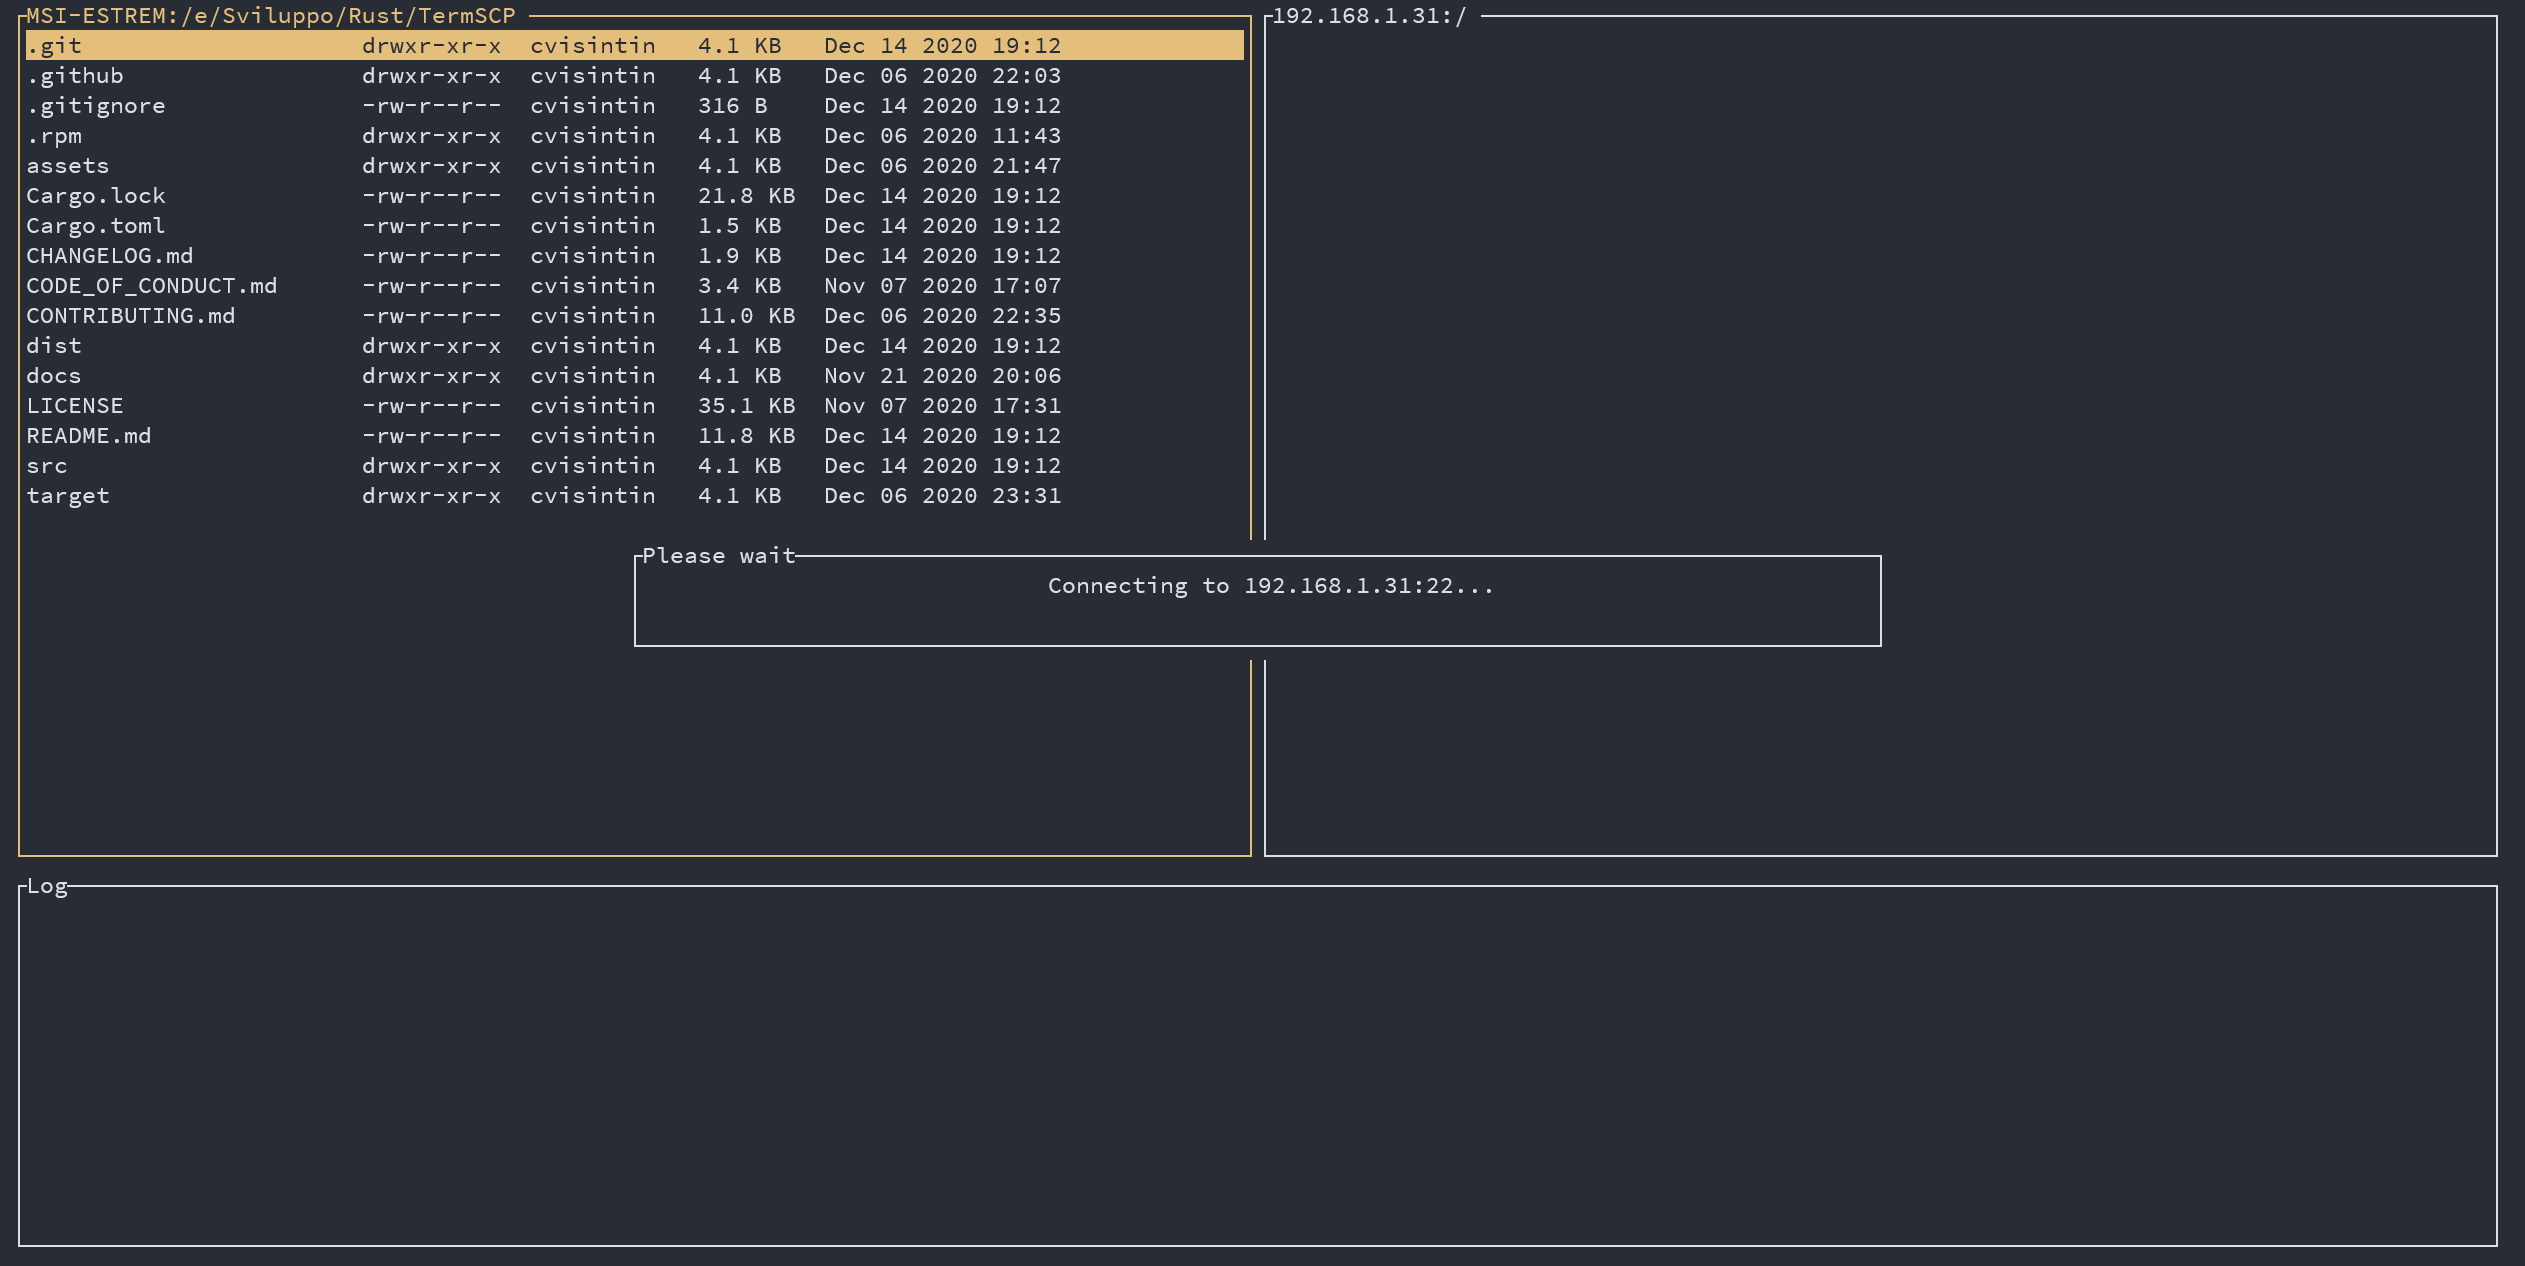 MSI-ESTREM:/e/Sviluppo/Rust/TermSCP
.git drwxr-xr-x cvisintin 4.1 KB Dec 14 2020 19:12
.github drwxr-xr-x cvisintin 4.1 KB Dec 06 2020 22:03
.gitignore -rw-r--r-- cvisintin 316 B Dec 14 2020 19:12
.rpm drwxr-xr-x cvisintin 4.1 KB Dec 06 2020 11:43
assets drwxr-xr-x cvisintin 4.1 KB Dec 06 2020 21:47
Cargo.lock -rw-r--r-- cvisintin 21.8 KB Dec 14 2020 19:12
Cargo.toml -rw-r--r-- cvisintin 1.5 KB Dec 14 2020 19:12
CHANGELOG.md -rw-r--r-- cvisintin 1.9 KB Dec 14 2020 19:12
CODE_OF_CONDUCT.md -rw-r--r-- cvisintin 3.4 KB Nov 07 2020 17:07
CONTRIBUTING.md -rw-r--r-- cvisintin 11.0 KB Dec 06 2020 22:35
dist drwxr-xr-x cvisintin 4.1 KB Dec 14 2020 19:12
docs drwxr-xr-x cvisintin 4.1 KB Nov 21 2020 20:06
LICENSE -rw-r--r-- cvisintin 35.1 KB Nov 07 2020 17:31
README.md -rw-r--r-- cvisintin 11.8 KB Dec 14 2020 19:12
src drwxr-xr-x cvisintin 4.1 KB Dec 14 2020 19:12
target drwxr-xr-x cvisintin 4.1 KB Dec 06 2020 23:31
192.168.1.31:/
Please wait
Connecting to 192.168.1.31:22...
Log